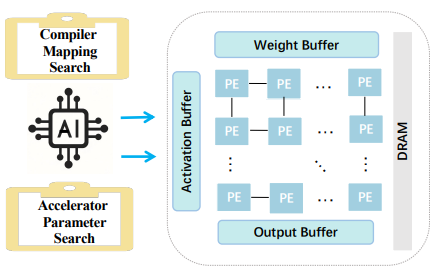 Compiler
Mapping
Search
AI
Accelerator
Parameter
Search
Weight Buffer
Activation Buffer
PE PE ... PE
PE PE ... PE
PE PE ... PE
Output Buffer
DRAM